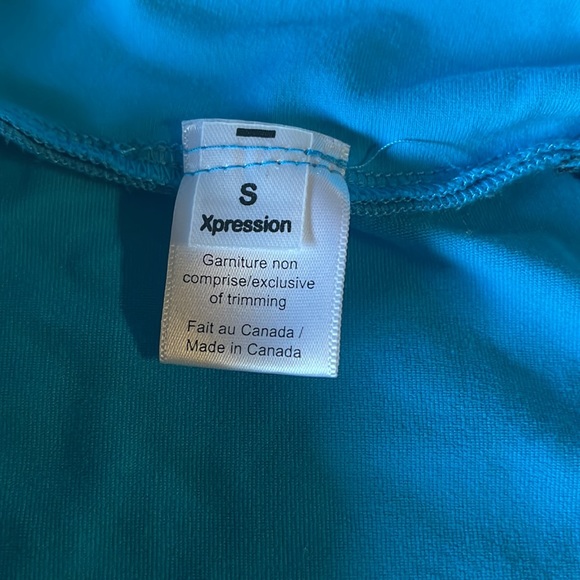 S
Xpression
Garniture non
comprise/exclusive
of trimming
Fait au Canada /
Made in Canada